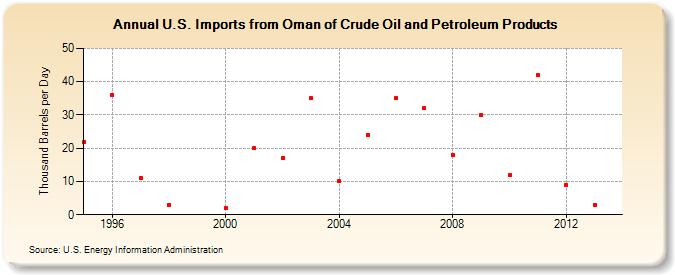 Annual U.S. Imports from Oman of Crude Oil and Petroleum Products
Thousand Barrels per Day
50
40
30
20
10
0
1996 2000 2004 2008 2012
Source: U.S. Energy Information Administration